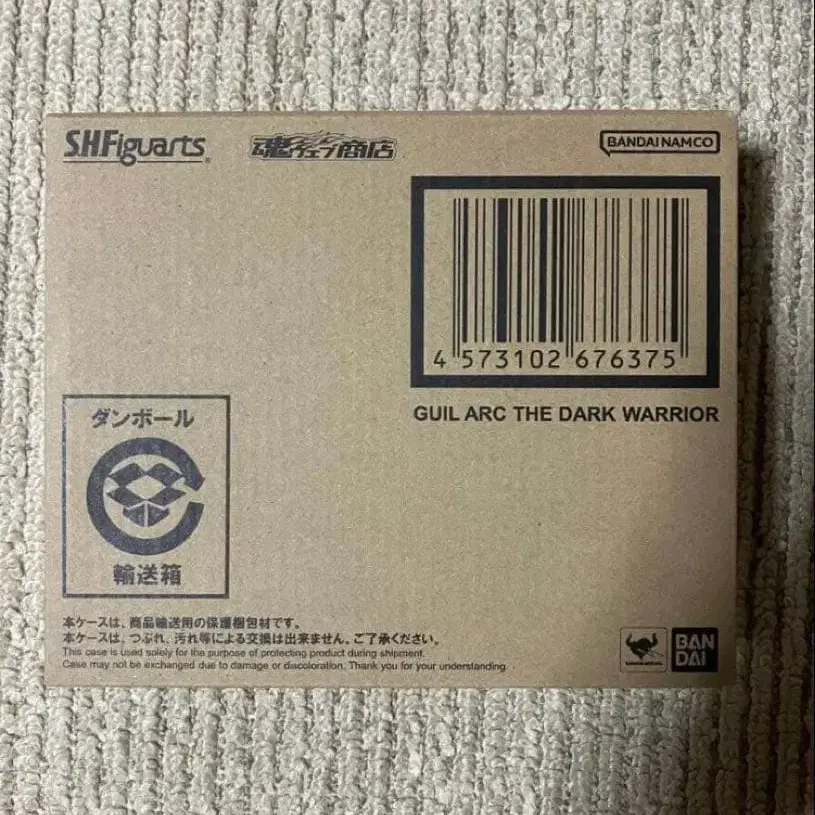 S.H.Figuarts
魂ウェブ商店
BANDAI NAMCO
4 573102 676375
GUIL ARC THE DARK WARRIOR
ダンボール
輸送箱
本ケースは、商品輸送用の保護梱包材です。
本ケースは、つぶれ、汚れ等による交換は出来ません。ご了承ください。
This case is used solely for the purpose of protecting product during shipment.
Case may not be exchanged due to damage or discoloration. Thank you for your understanding.
BAN
DAI